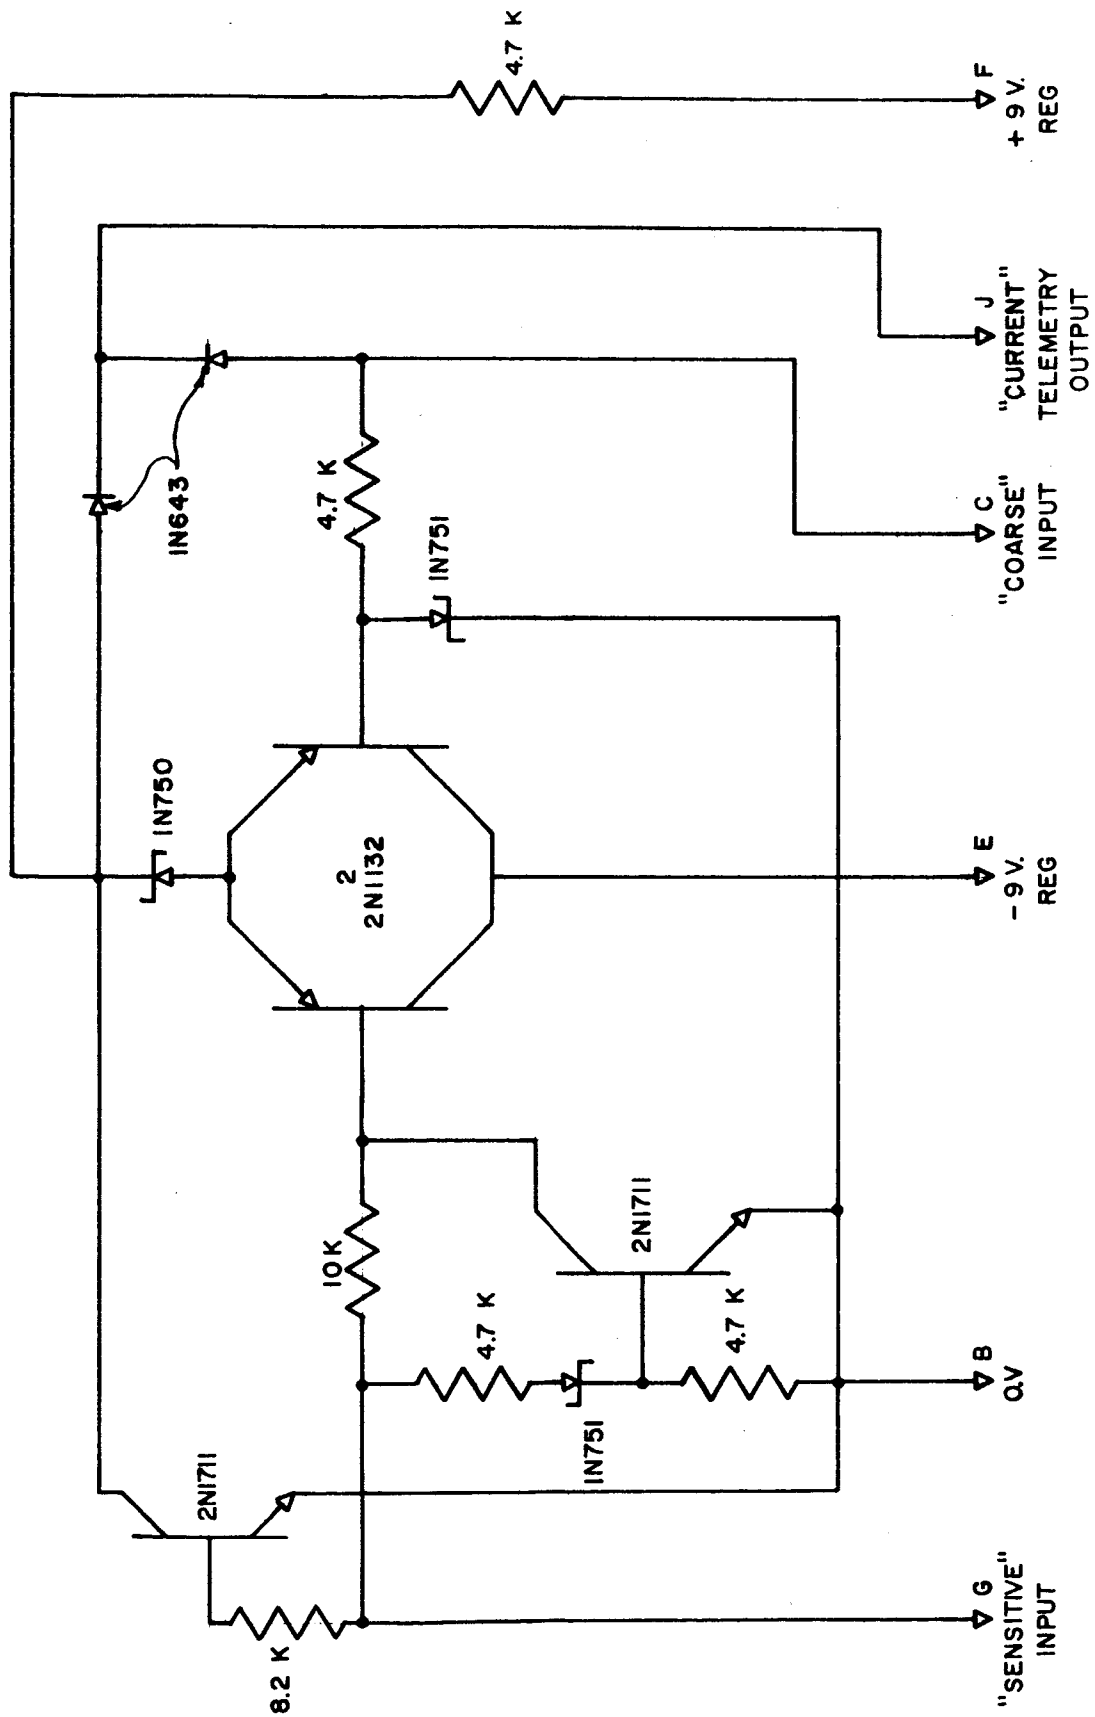 8.2 K
2N1711
10K
4.7 K
1N751
4.7 K
2N1711
1N750
2
2N1132
1N643
4.7 K
1N751
4.7 K
G
"SENSITIVE"
INPUT
B
0V
E
- 9 V.
REG
C
"COARSE"
INPUT
J
"CURRENT"
TELEMETRY
OUTPUT
F
+ 9 V.
REG